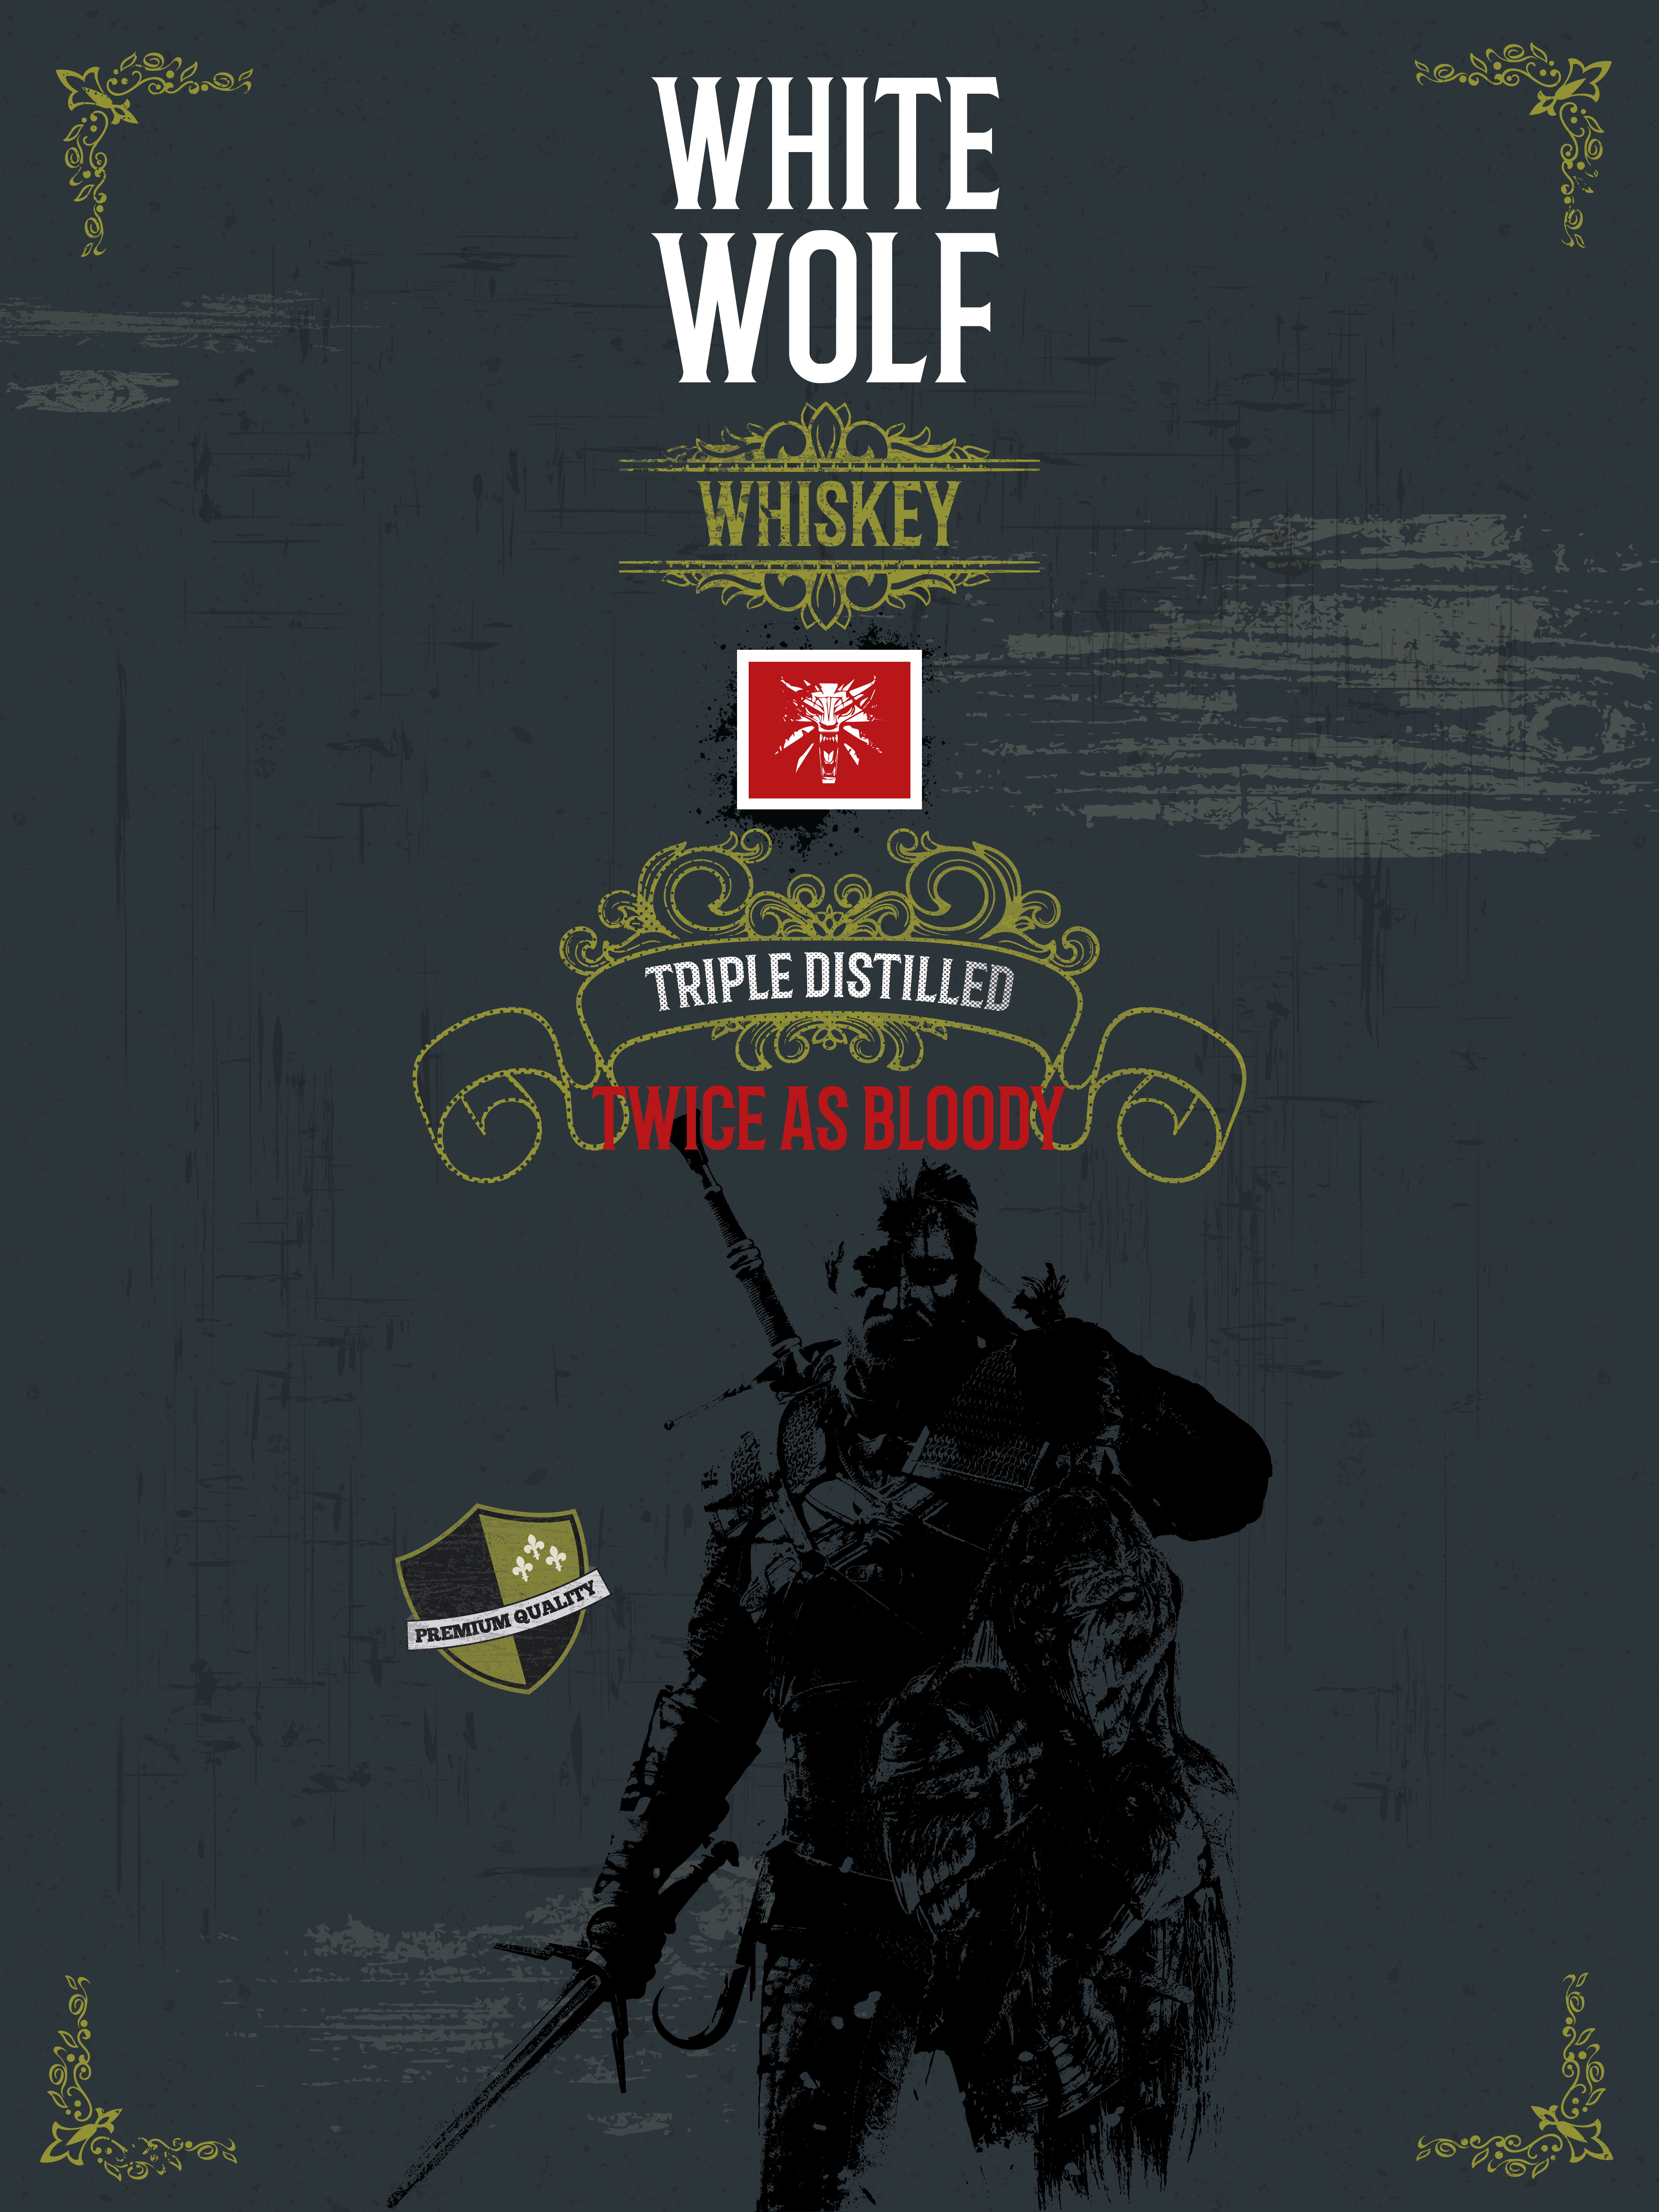 WHITE
WOLF
WHISKEY
TRIPLE DISTILLED
TWICE AS BLOODY
PREMIUM QUALITY